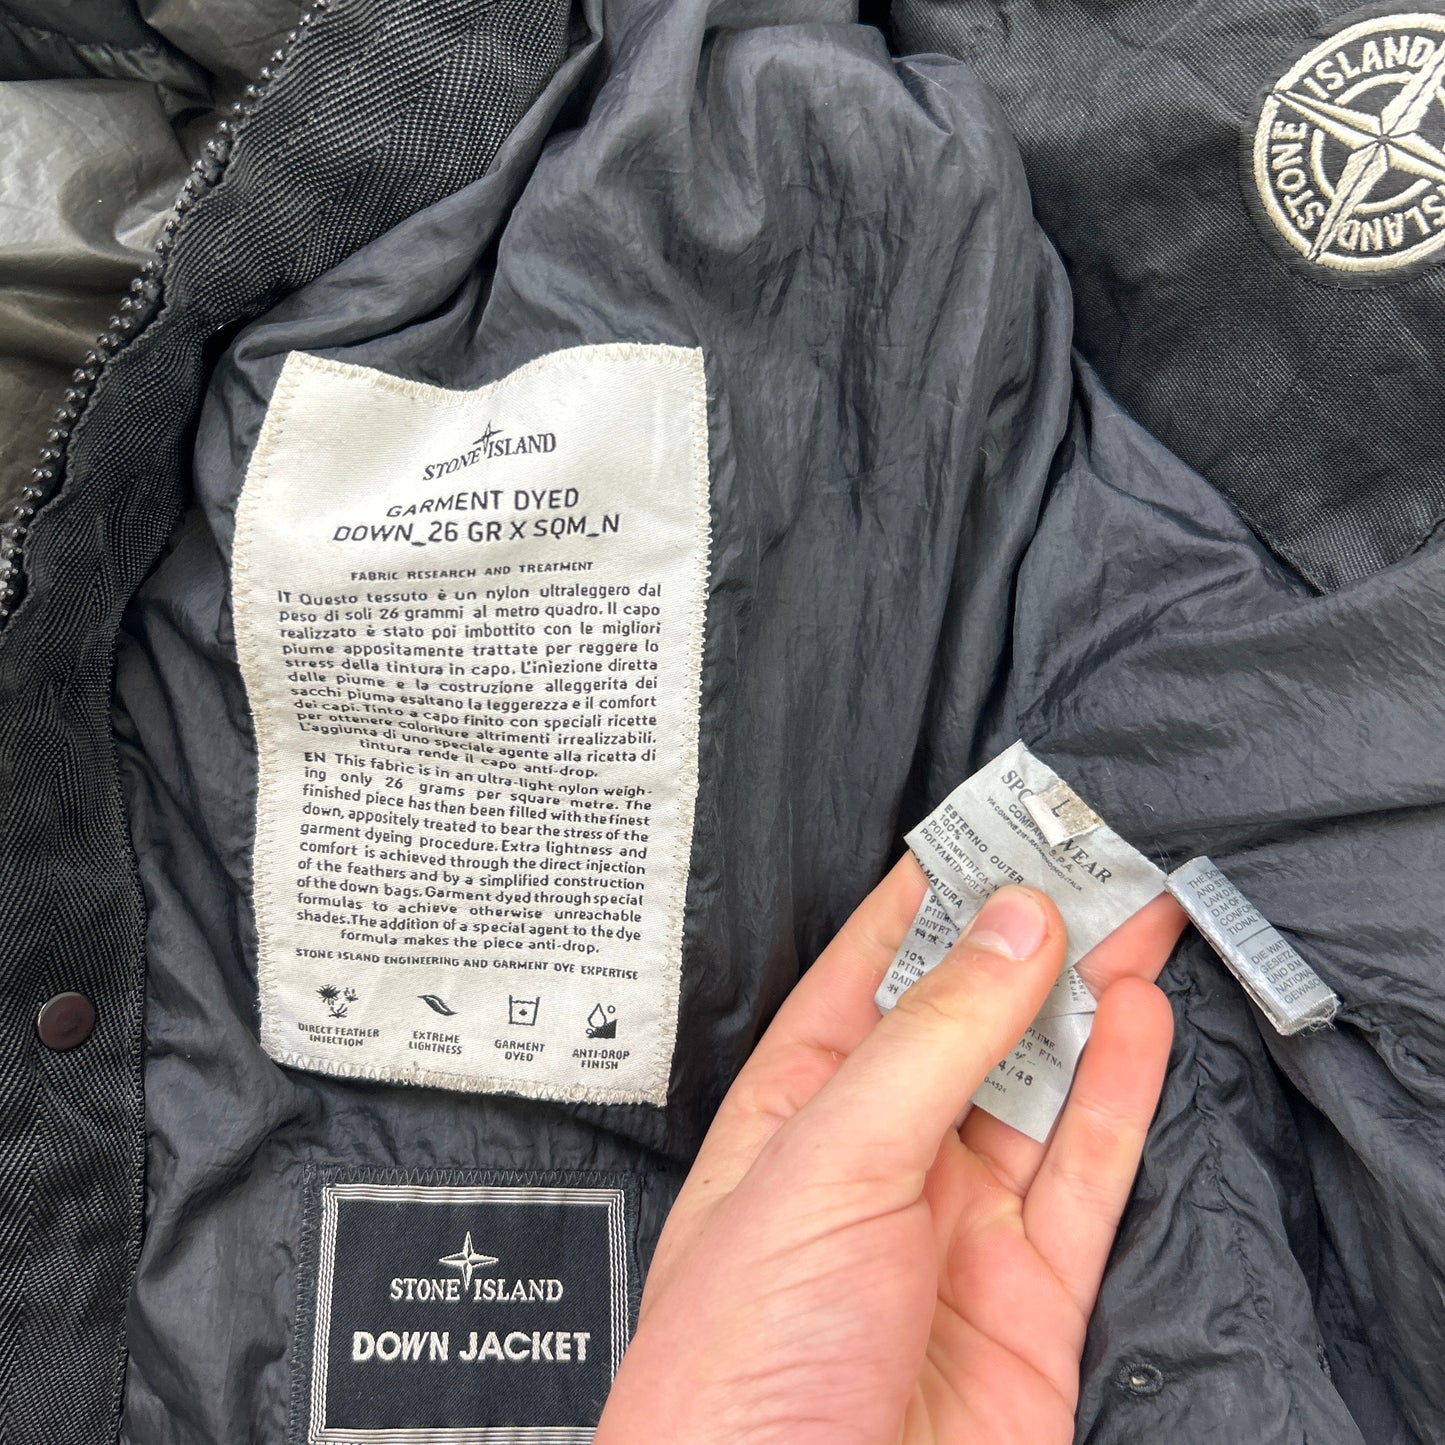 STONE ISLAND
STONE ISLAND
STONE ISLAND
GARMENT DYED
DOWN_26 GR X SQM_N
FABRIC RESEARCH AND TREATMENT
IT Questo tessuto è un nylon ultraleggero dal
peso di soli 26 grammi al metro quadro. Il capo
realizzato è stato poi imbottito con le migliori
piume appositamente trattate per reggere lo
stress della tintura in capo. L'iniezione diretta
delle piume e la costruzione alleggerita dei
sacchi piuma esaltano la leggerezza e il comfort
dei capi. Tinto a capo finito con speciali ricette
per ottenere coloriture altrimenti irrealizzabili.
L'aggiunta di uno speciale agente alla ricetta di
tintura rende il capo anti-drop.
EN This fabric is in an ultra-light nylon weigh-
ing only 26 grams per square metre. The
finished piece has then been filled with the finest
down, appositely treated to bear the stress of the
garment dyeing procedure. Extra lightness and
comfort is achieved through the direct injection
of the feathers and by a simplified construction
of the down bags. Garment dyed through special
formulas to achieve otherwise unreachable
shades. The addition of a special agent to the dye
formula makes the piece anti-drop.
STONE ISLAND ENGINEERING AND GARMENT DYE EXPERTISE
DIRECT FEATHER
INJECTION
EXTREME
LIGHTNESS
GARMENT
DYED
ANTI-DROP
FINISH
STONE ISLAND
DOWN JACKET
L
COMPANY S.P.A.
ESTERNO OUTER
100%
10%
PLUME
4/48
GESETZ
UND D.M.
NATIONAL